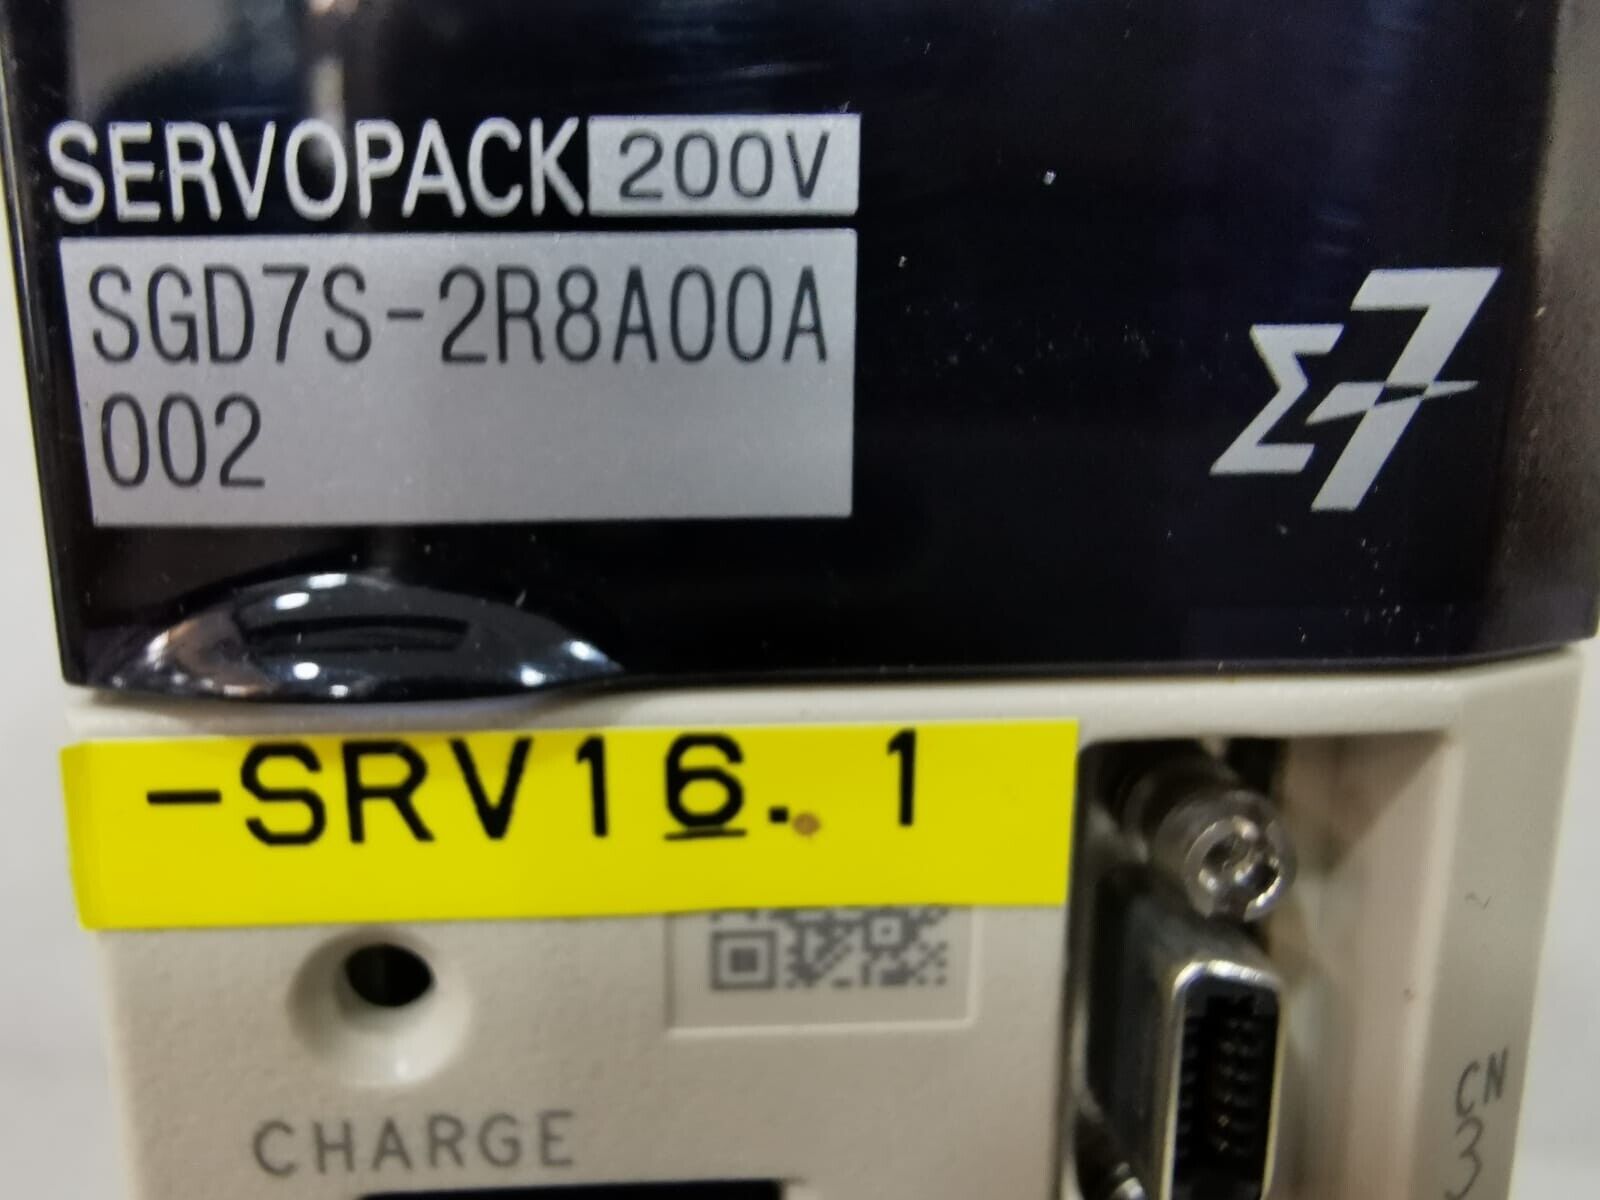 SERVOPACK 200V
SGD7S-2R8A00A
002
Σ7
-SRV16.1
CHARGE
CN
3